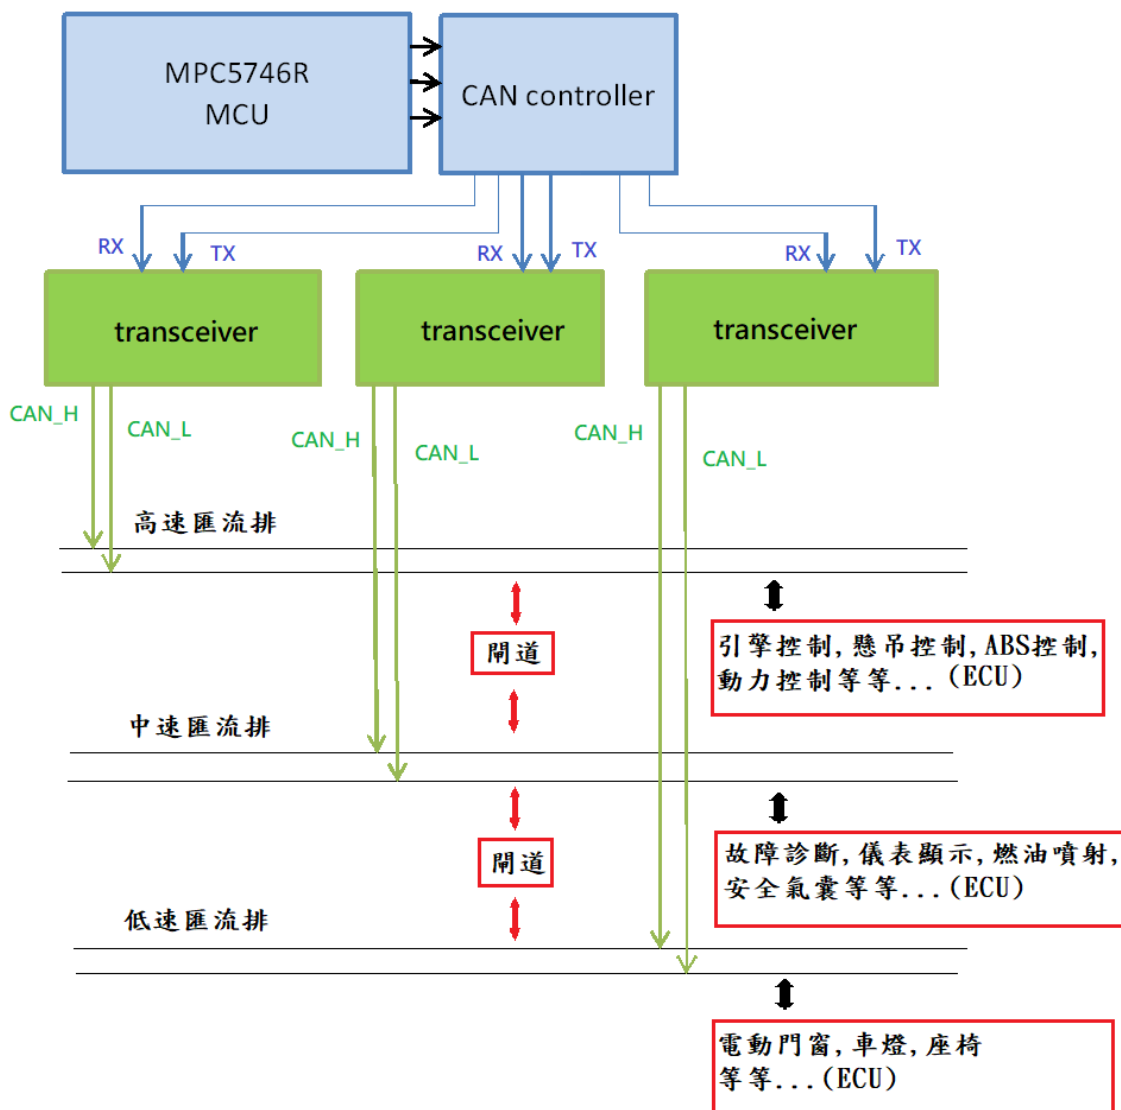 MPC5746R
MCU
CAN controller
RX
TX
RX
TX
RX
TX
transceiver
transceiver
transceiver
CAN_H
CAN_L
CAN_H
CAN_L
CAN_H
CAN_L
高速匯流排
閘道
引擎控制, 懸吊控制, ABS控制,
動力控制等等... (ECU)
中速匯流排
閘道
故障診斷, 儀表顯示, 燃油噴射,
安全氣囊等等...(ECU)
低速匯流排
電動門窗, 車燈, 座椅
等等...(ECU)